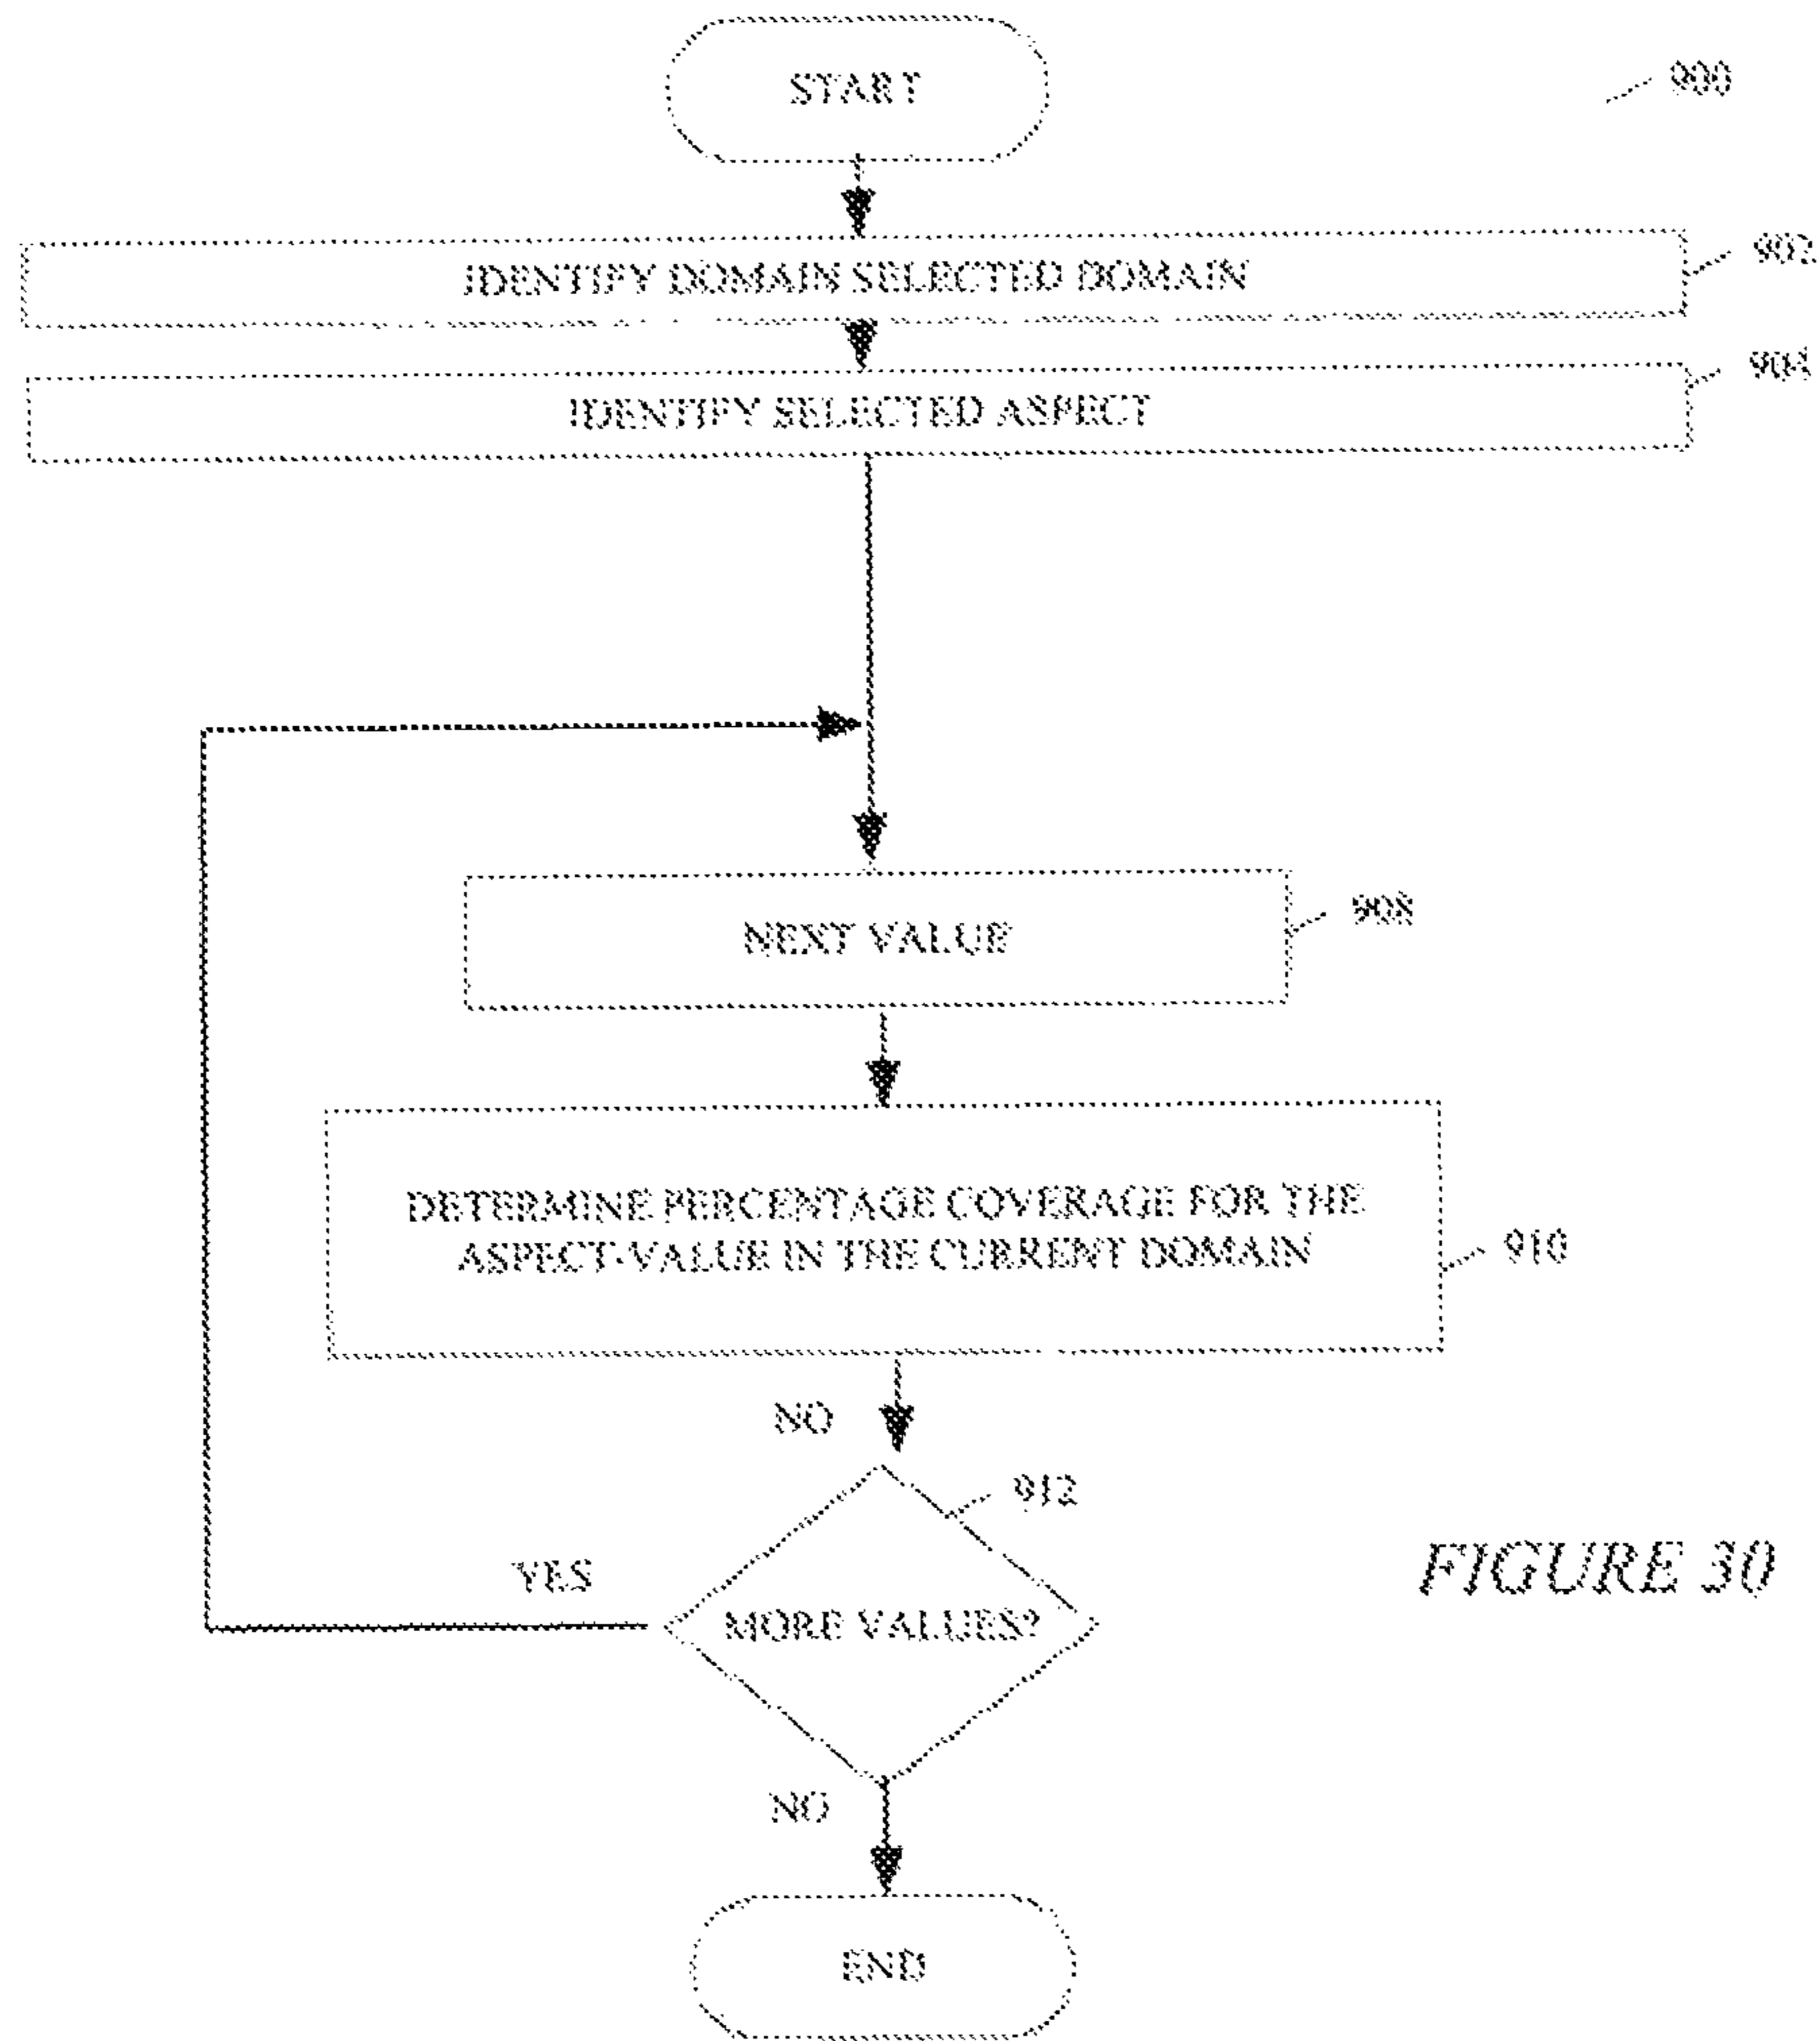 START
900
IDENTIFY DOMAIN SELECTED DOMAIN
902
904
IDENTIFY SELECTED ASPECT
NEXT VALUE
908
DETERMINE PERCENTAGE COVERAGE FOR THE
ASPECT-VALUE IN THE CURRENT DOMAIN
910
NO
912
YES
MORE VALUES?
FIGURE 30
NO
END